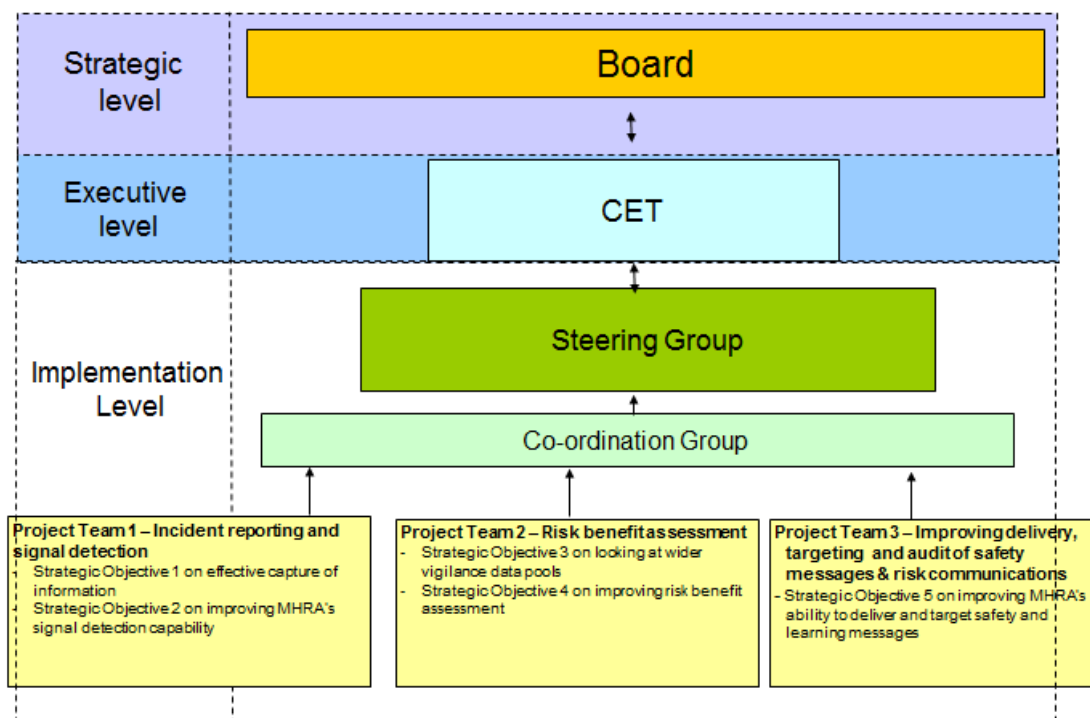 Strategic
level
Board
Executive
level
CET
Implementation
Level
Steering Group
Co-ordination Group
Project Team 1 – Incident reporting and
signal detection
- Strategic Objective 1 on effective capture of
information
- Strategic Objective 2 on improving MHRA's
signal detection capability
Project Team 2 – Risk benefit assessment
- Strategic Objective 3 on looking at wider
vigilance data pools
- Strategic Objective 4 on improving risk benefit
assessment
Project Team 3 – Improving delivery,
targeting and audit of safety
messages & risk communications
- Strategic Objective 5 on improving MHRA's
ability to deliver and target safety and
learning messages